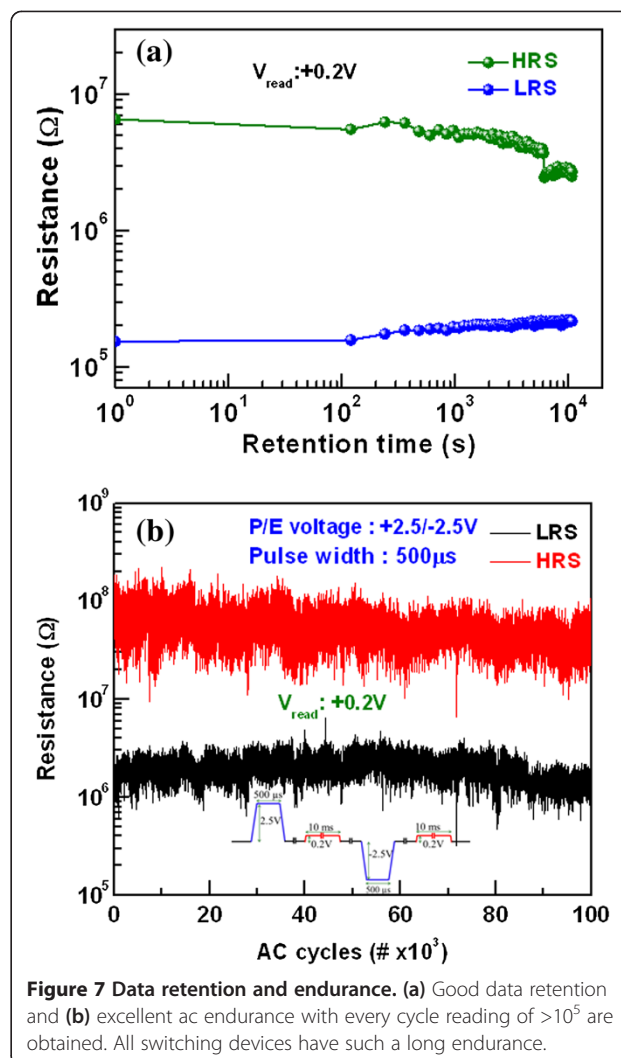 (a)
V_read:+0.2V
HRS
LRS
10^7
10^6
10^5
Resistance (Ω)
10^0
10^1
10^2
10^3
10^4
Retention time (s)
(b)
P/E voltage : +2.5/-2.5V
Pulse width : 500μs
LRS
HRS
10^9
10^8
10^7
10^6
10^5
Resistance (Ω)
V_read: +0.2V
500 μs
2.5V
10 ms
0.2V
-2.5V
500 μs
10 ms
0.2V
0
20
40
60
80
100
AC cycles (# x10^3)
Figure 7 Data retention and endurance. (a) Good data retention
and (b) excellent ac endurance with every cycle reading of >10^5 are
obtained. All switching devices have such a long endurance.